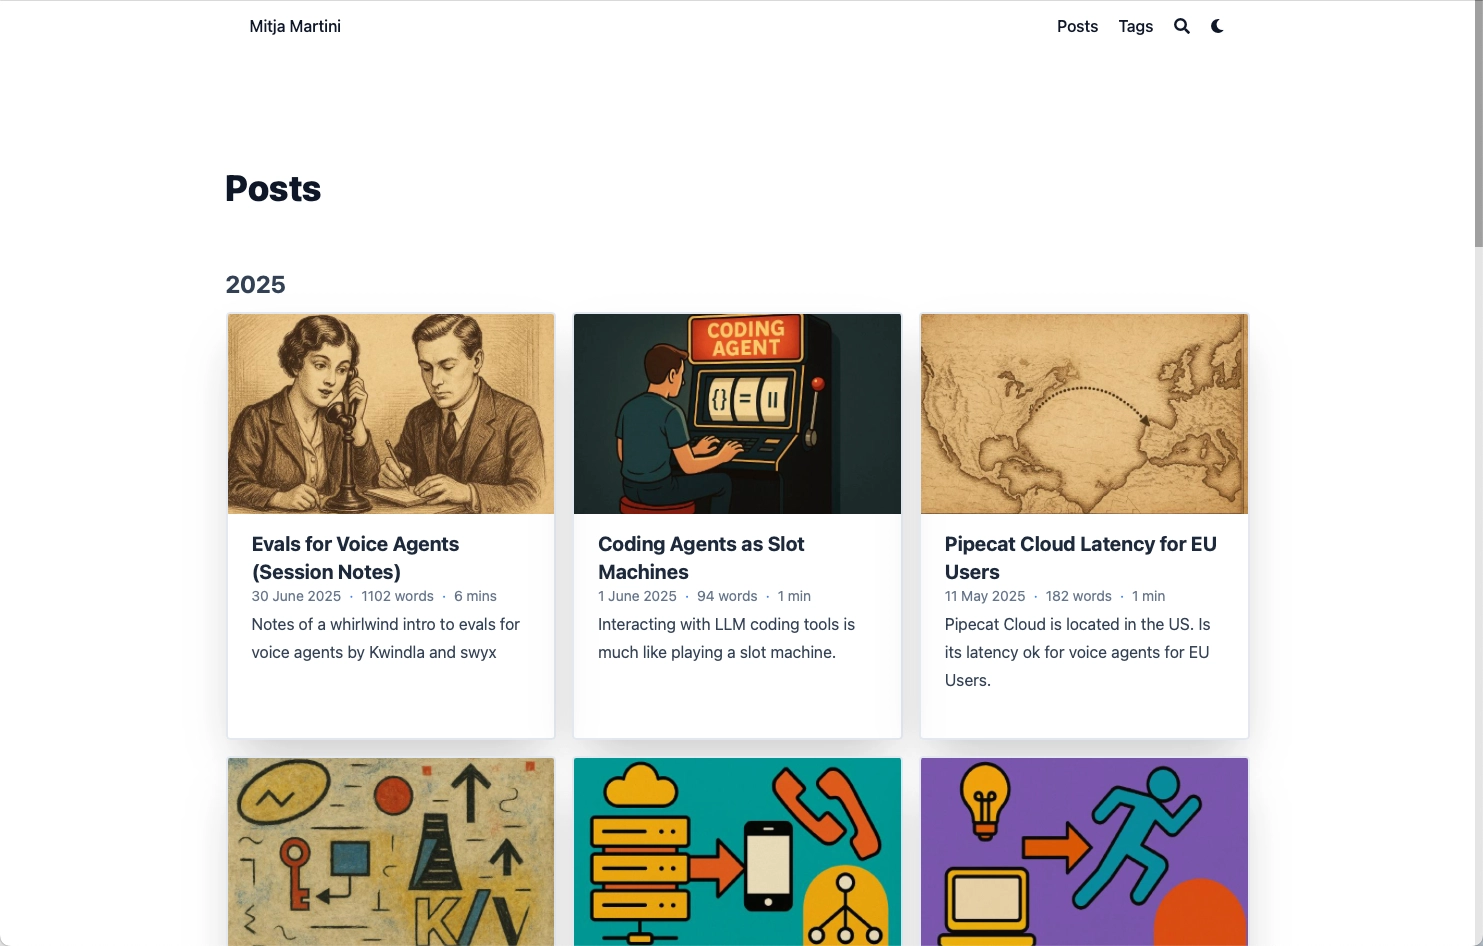 Mitja Martini
Posts Tags
Posts
2025
CODING
AGENT
{} = ||
Evals for Voice Agents
(Session Notes)
30 June 2025 · 1102 words · 6 mins
Notes of a whirlwind intro to evals for
voice agents by Kwindla and swyx
Coding Agents as Slot
Machines
1 June 2025 · 94 words · 1 min
Interacting with LLM coding tools is
much like playing a slot machine.
Pipecat Cloud Latency for EU
Users
11 May 2025 · 182 words · 1 min
Pipecat Cloud is located in the US. Is
its latency ok for voice agents for EU
Users.
K/V